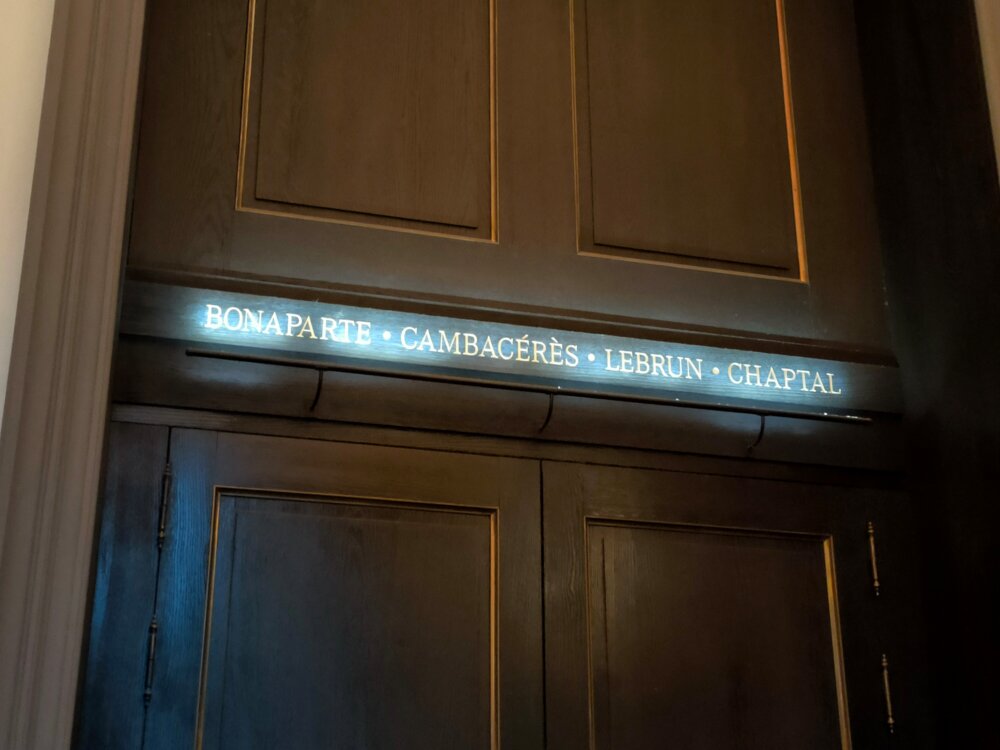 BONAPARTE • CAMBACÉRÈS • LEBRUN • CHAPTAL